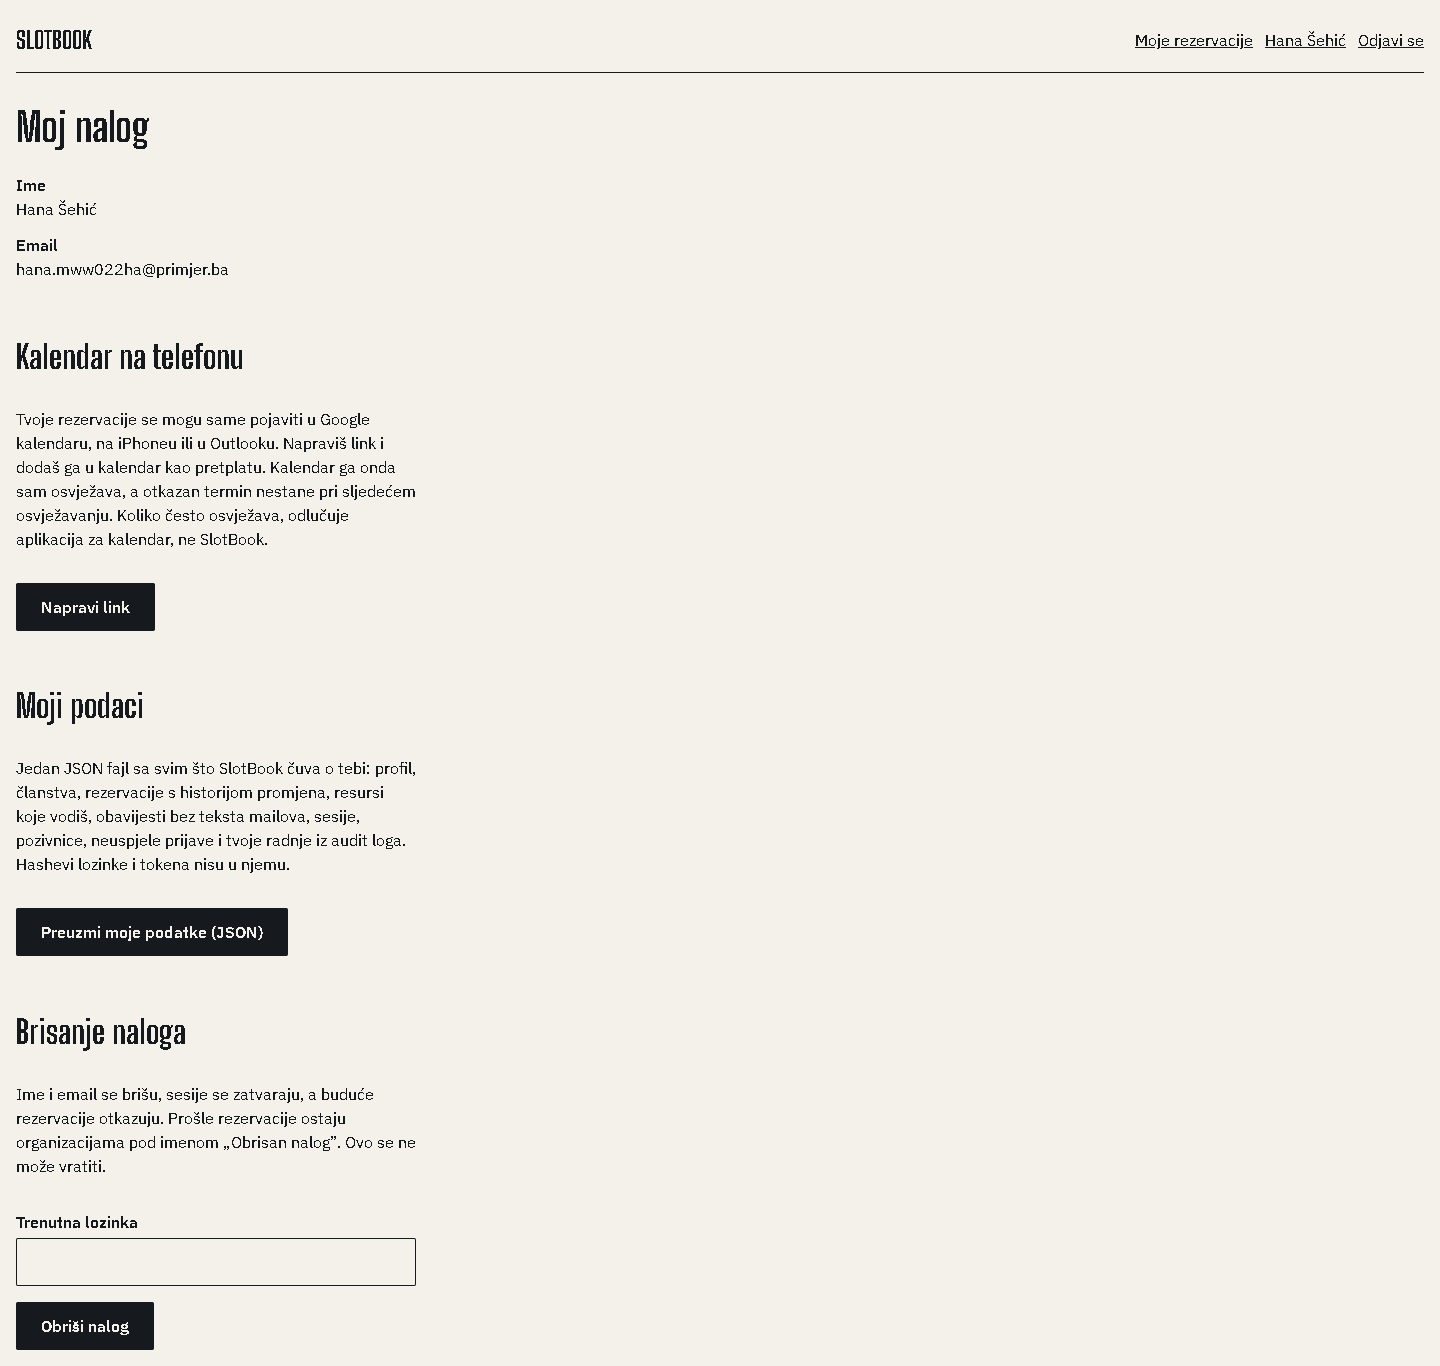 SLOTBOOK
Moje rezervacije Hana Šehić Odjavi se
Moj nalog
Ime
Hana Šehić
Email
hana.mww022ha@primjer.ba
Kalendar na telefonu
Tvoje rezervacije se mogu same pojaviti u Google
kalendaru, na iPhoneu ili u Outlooku. Napraviš link i
dodaš ga u kalendar kao pretplatu. Kalendar ga onda
sam osvježava, a otkazan termin nestane pri sljedećem
osvježavanju. Koliko često osvježava, odlučuje
aplikacija za kalendar, ne SlotBook.
Napravi link
Moji podaci
Jedan JSON fajl sa svim što SlotBook čuva o tebi: profil,
članstva, rezervacije s historijom promjena, resursi
koje vodiš, obavijesti bez teksta mailova, sesije,
pozivnice, neuspjele prijave i tvoje radnje iz audit loga.
Hashevi lozinke i tokena nisu u njemu.
Preuzmi moje podatke (JSON)
Brisanje naloga
Ime i email se brišu, sesije se zatvaraju, a buduće
rezervacije otkazuju. Prošle rezervacije ostaju
organizacijama pod imenom „Obrisan nalog”. Ovo se ne
može vratiti.
Trenutna lozinka
Obriši nalog